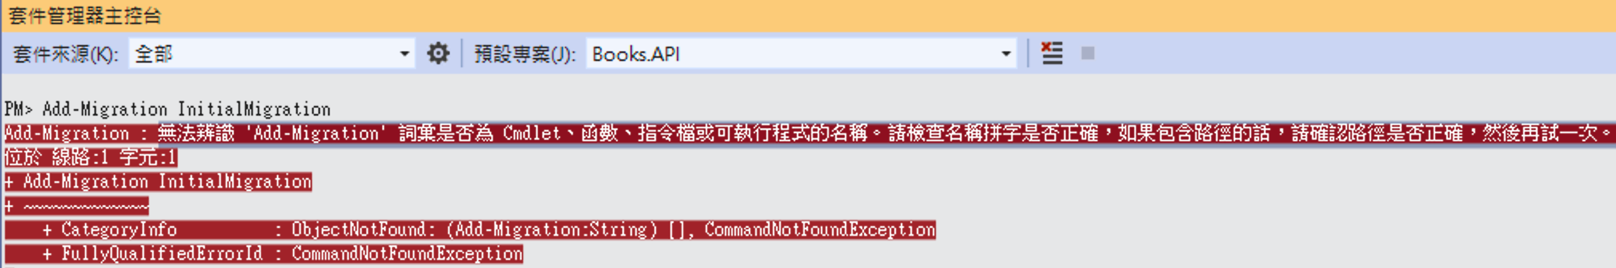 套件管理器主控台
套件來源(K): 全部 預設專案(J): Books.API
PM> Add-Migration InitialMigration
Add-Migration : 無法辨識 'Add-Migration' 詞彙是否為 Cmdlet、函數、指令檔或可執行程式的名稱。請檢查名稱拼字是否正確，如果包含路徑的話，請確認路徑是否正確，然後再試一次。
位於 線路:1 字元:1
+ Add-Migration InitialMigration
+ ~~~~~~~~~~~~~
+ CategoryInfo : ObjectNotFound: (Add-Migration:String) [], CommandNotFoundException
+ FullyQualifiedErrorId : CommandNotFoundException